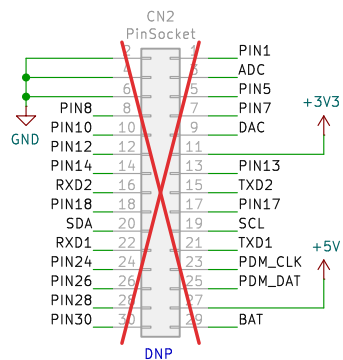 CN2
PinSocket
2 1 PIN1
4 3 ADC
6 5 PIN5
+3V3
PIN8 8 7 PIN7
PIN10 10 9 DAC
GND
PIN12 12 11
PIN14 14 13 PIN13
RXD2 16 15 TXD2
PIN18 18 17 PIN17
SDA 20 19 SCL
RXD1 22 21 TXD1
+5V
PIN24 24 23 PDM_CLK
PIN26 26 25 PDM_DAT
PIN28 28 27
PIN30 30 29 BAT
DNP